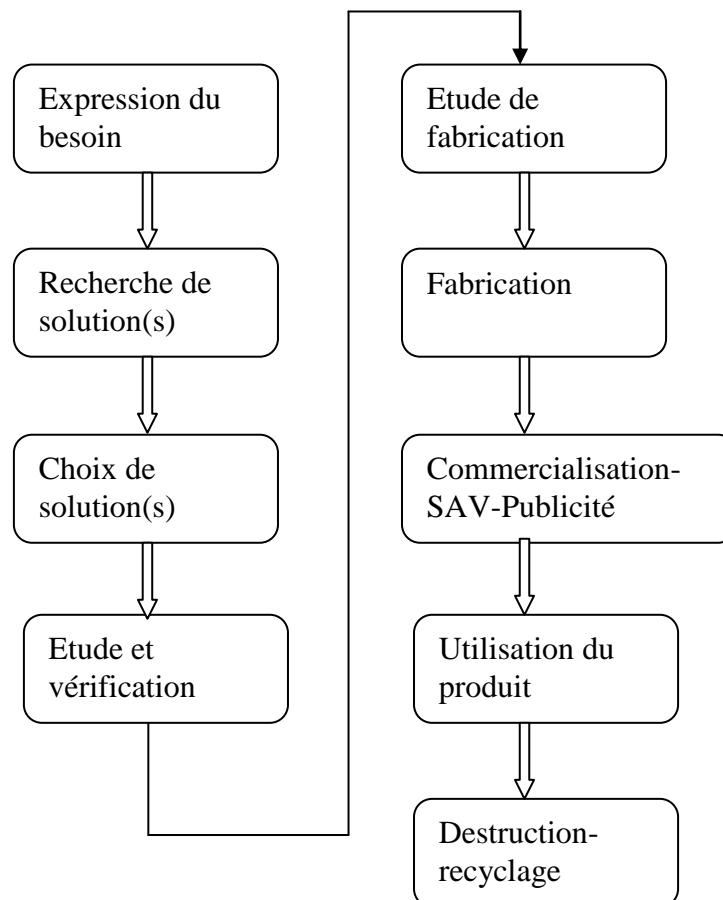 Expression du
besoin
Recherche de
solution(s)
Choix de
solution(s)
Etude et
vérification
Etude de
fabrication
Fabrication
Commercialisation-
SAV-Publicité
Utilisation du
produit
Destruction-
recyclage